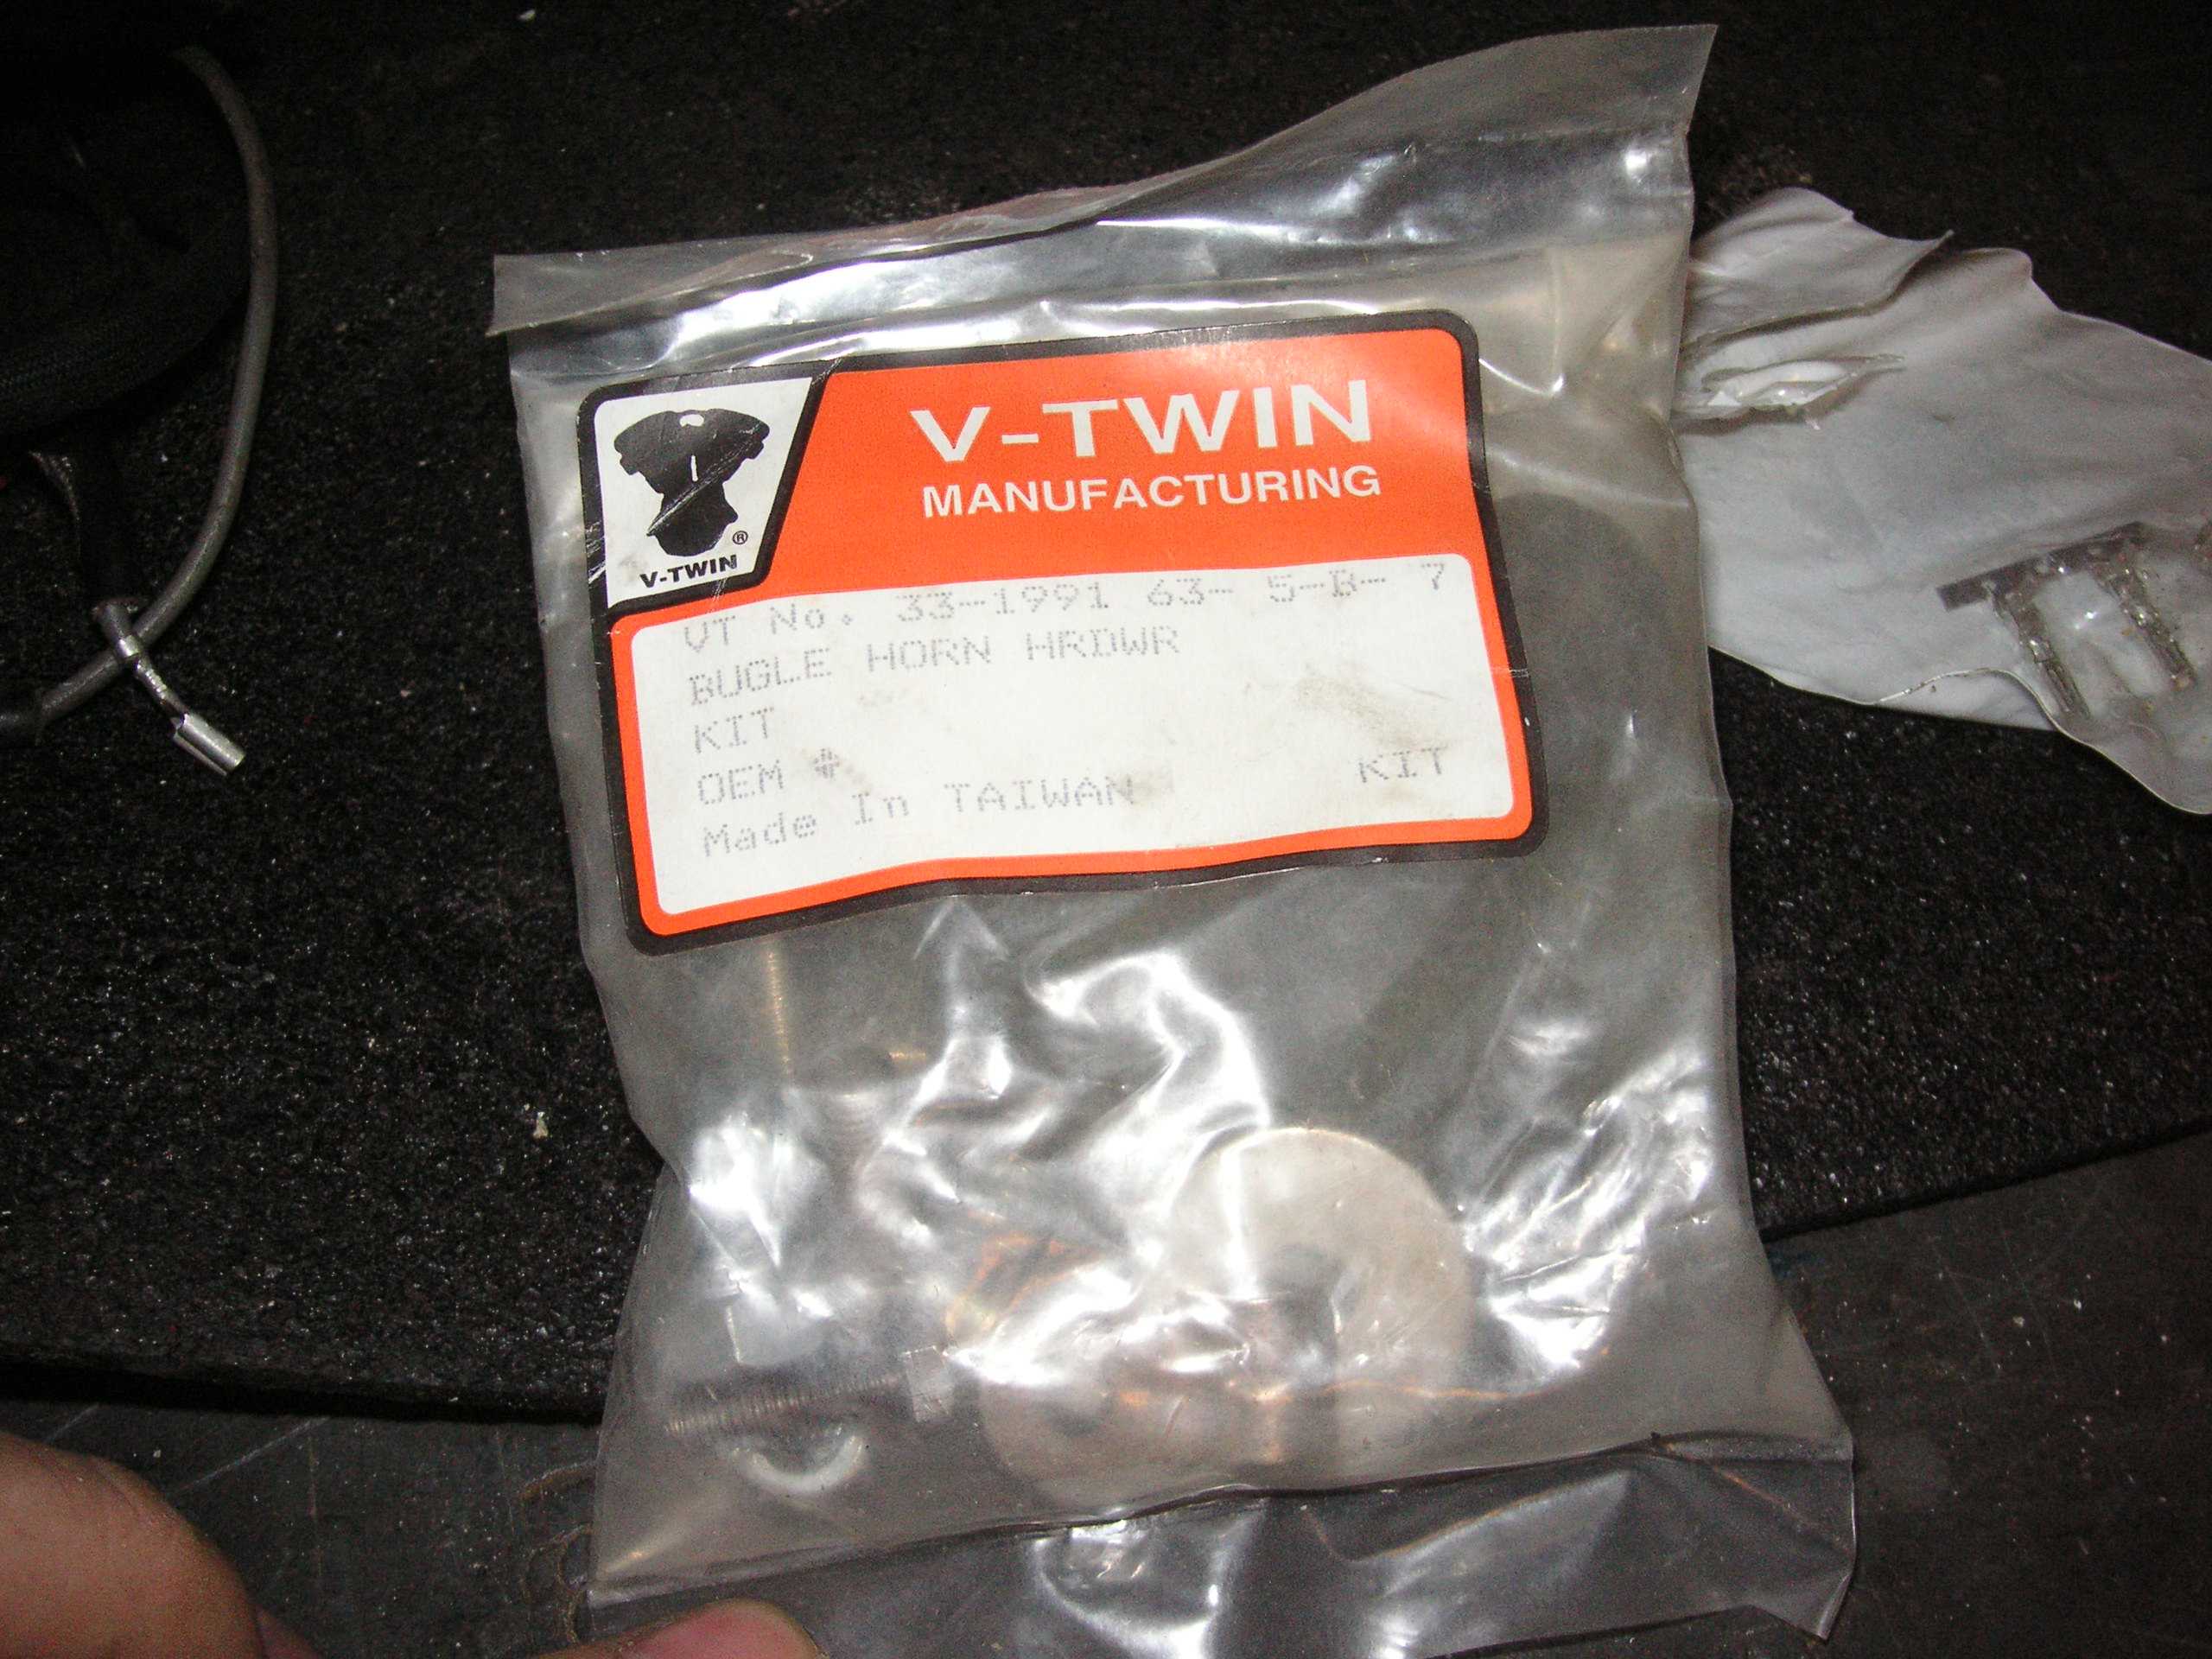 V-TWIN
MANUFACTURING
®
V-TWIN
VT No. 33-1991 63- 5-B- 7
BUGLE HORN HRDWR
KIT
OEM #
Made In TAIWAN KIT